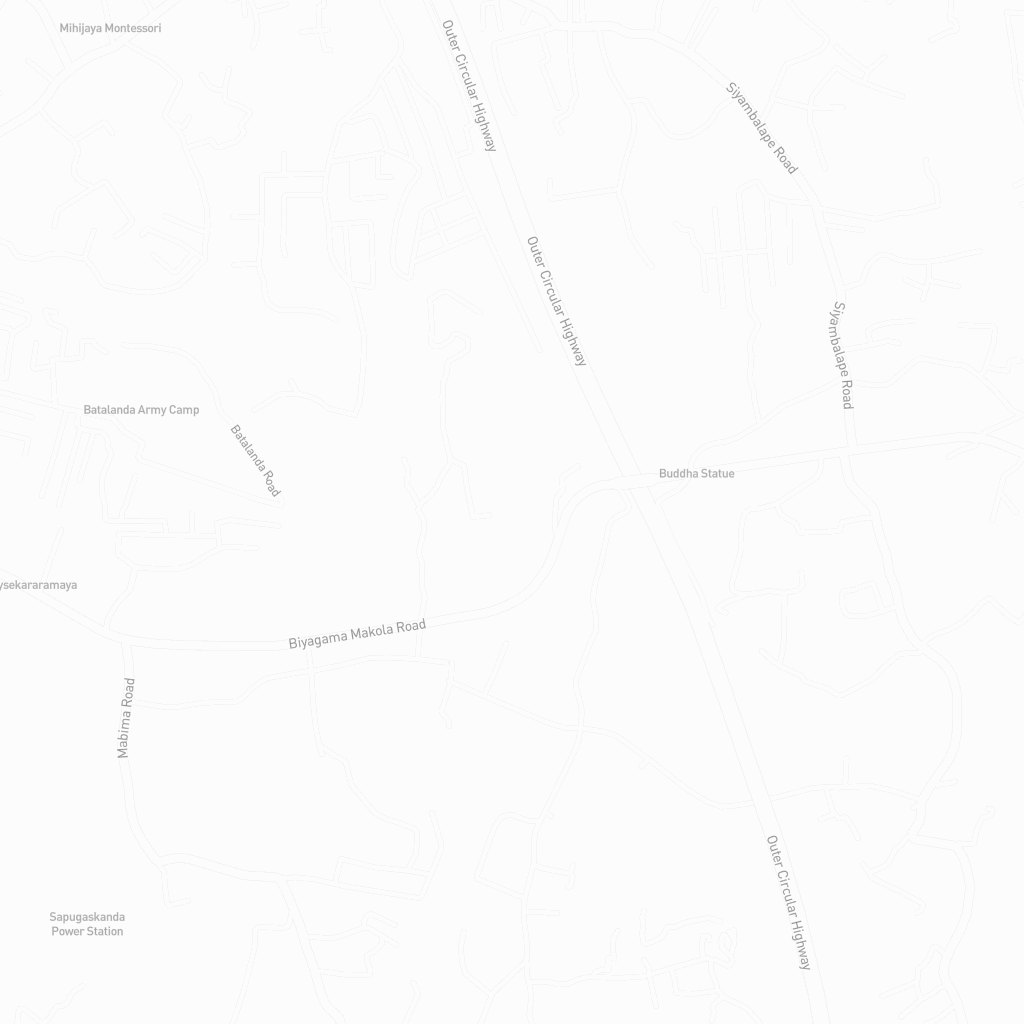 Mihijaya Montessori
Outer Circular Highway
Siyambalape Road
Outer Circular Highway
Siyambalape Road
Batalanda Army Camp
Batalanda Road
Buddha Statue
ysekararamaya
Biyagama Makola Road
Mabima Road
Outer Circular Highway
Sapugaskanda
Power Station